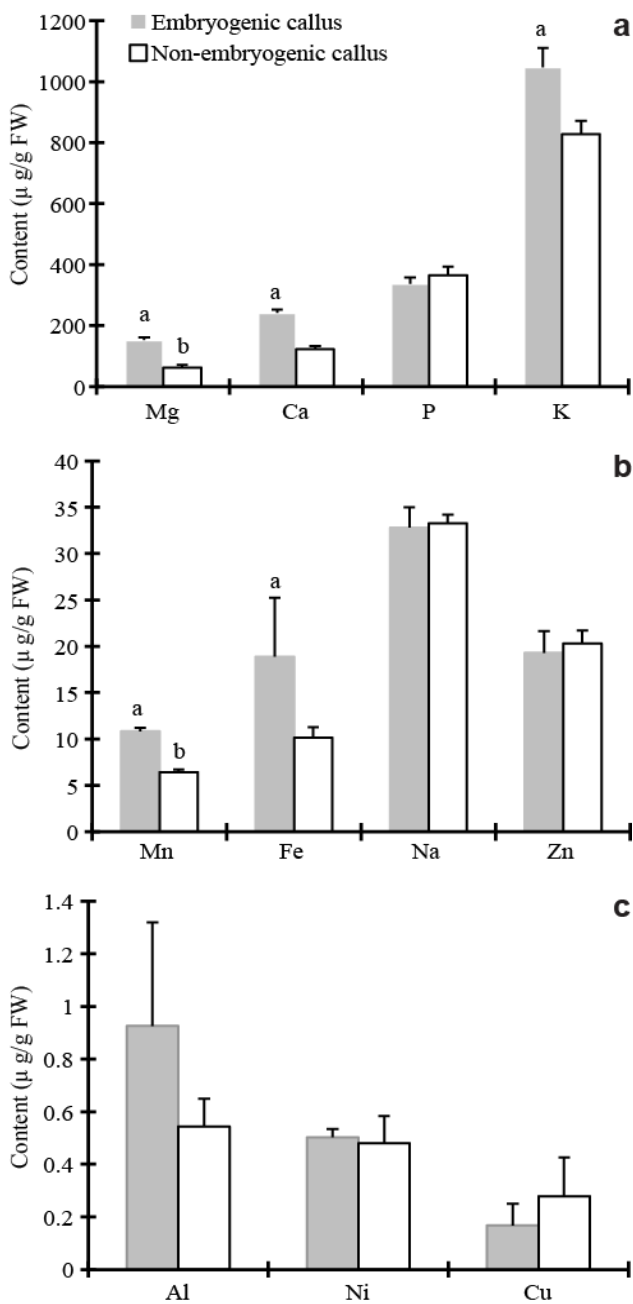 a
Embryogenic callus
Non-embryogenic callus
1200
1000
800
600
400
200
0
Content (µ g/g FW)
a
b
a
a
Mg Ca P K
b
40
35
30
25
20
15
10
5
0
Content (µ g/g FW)
a
b
a
Mn Fe Na Zn
c
1.4
1.2
1
0.8
0.6
0.4
0.2
0
Content (µ g/g FW)
Al Ni Cu